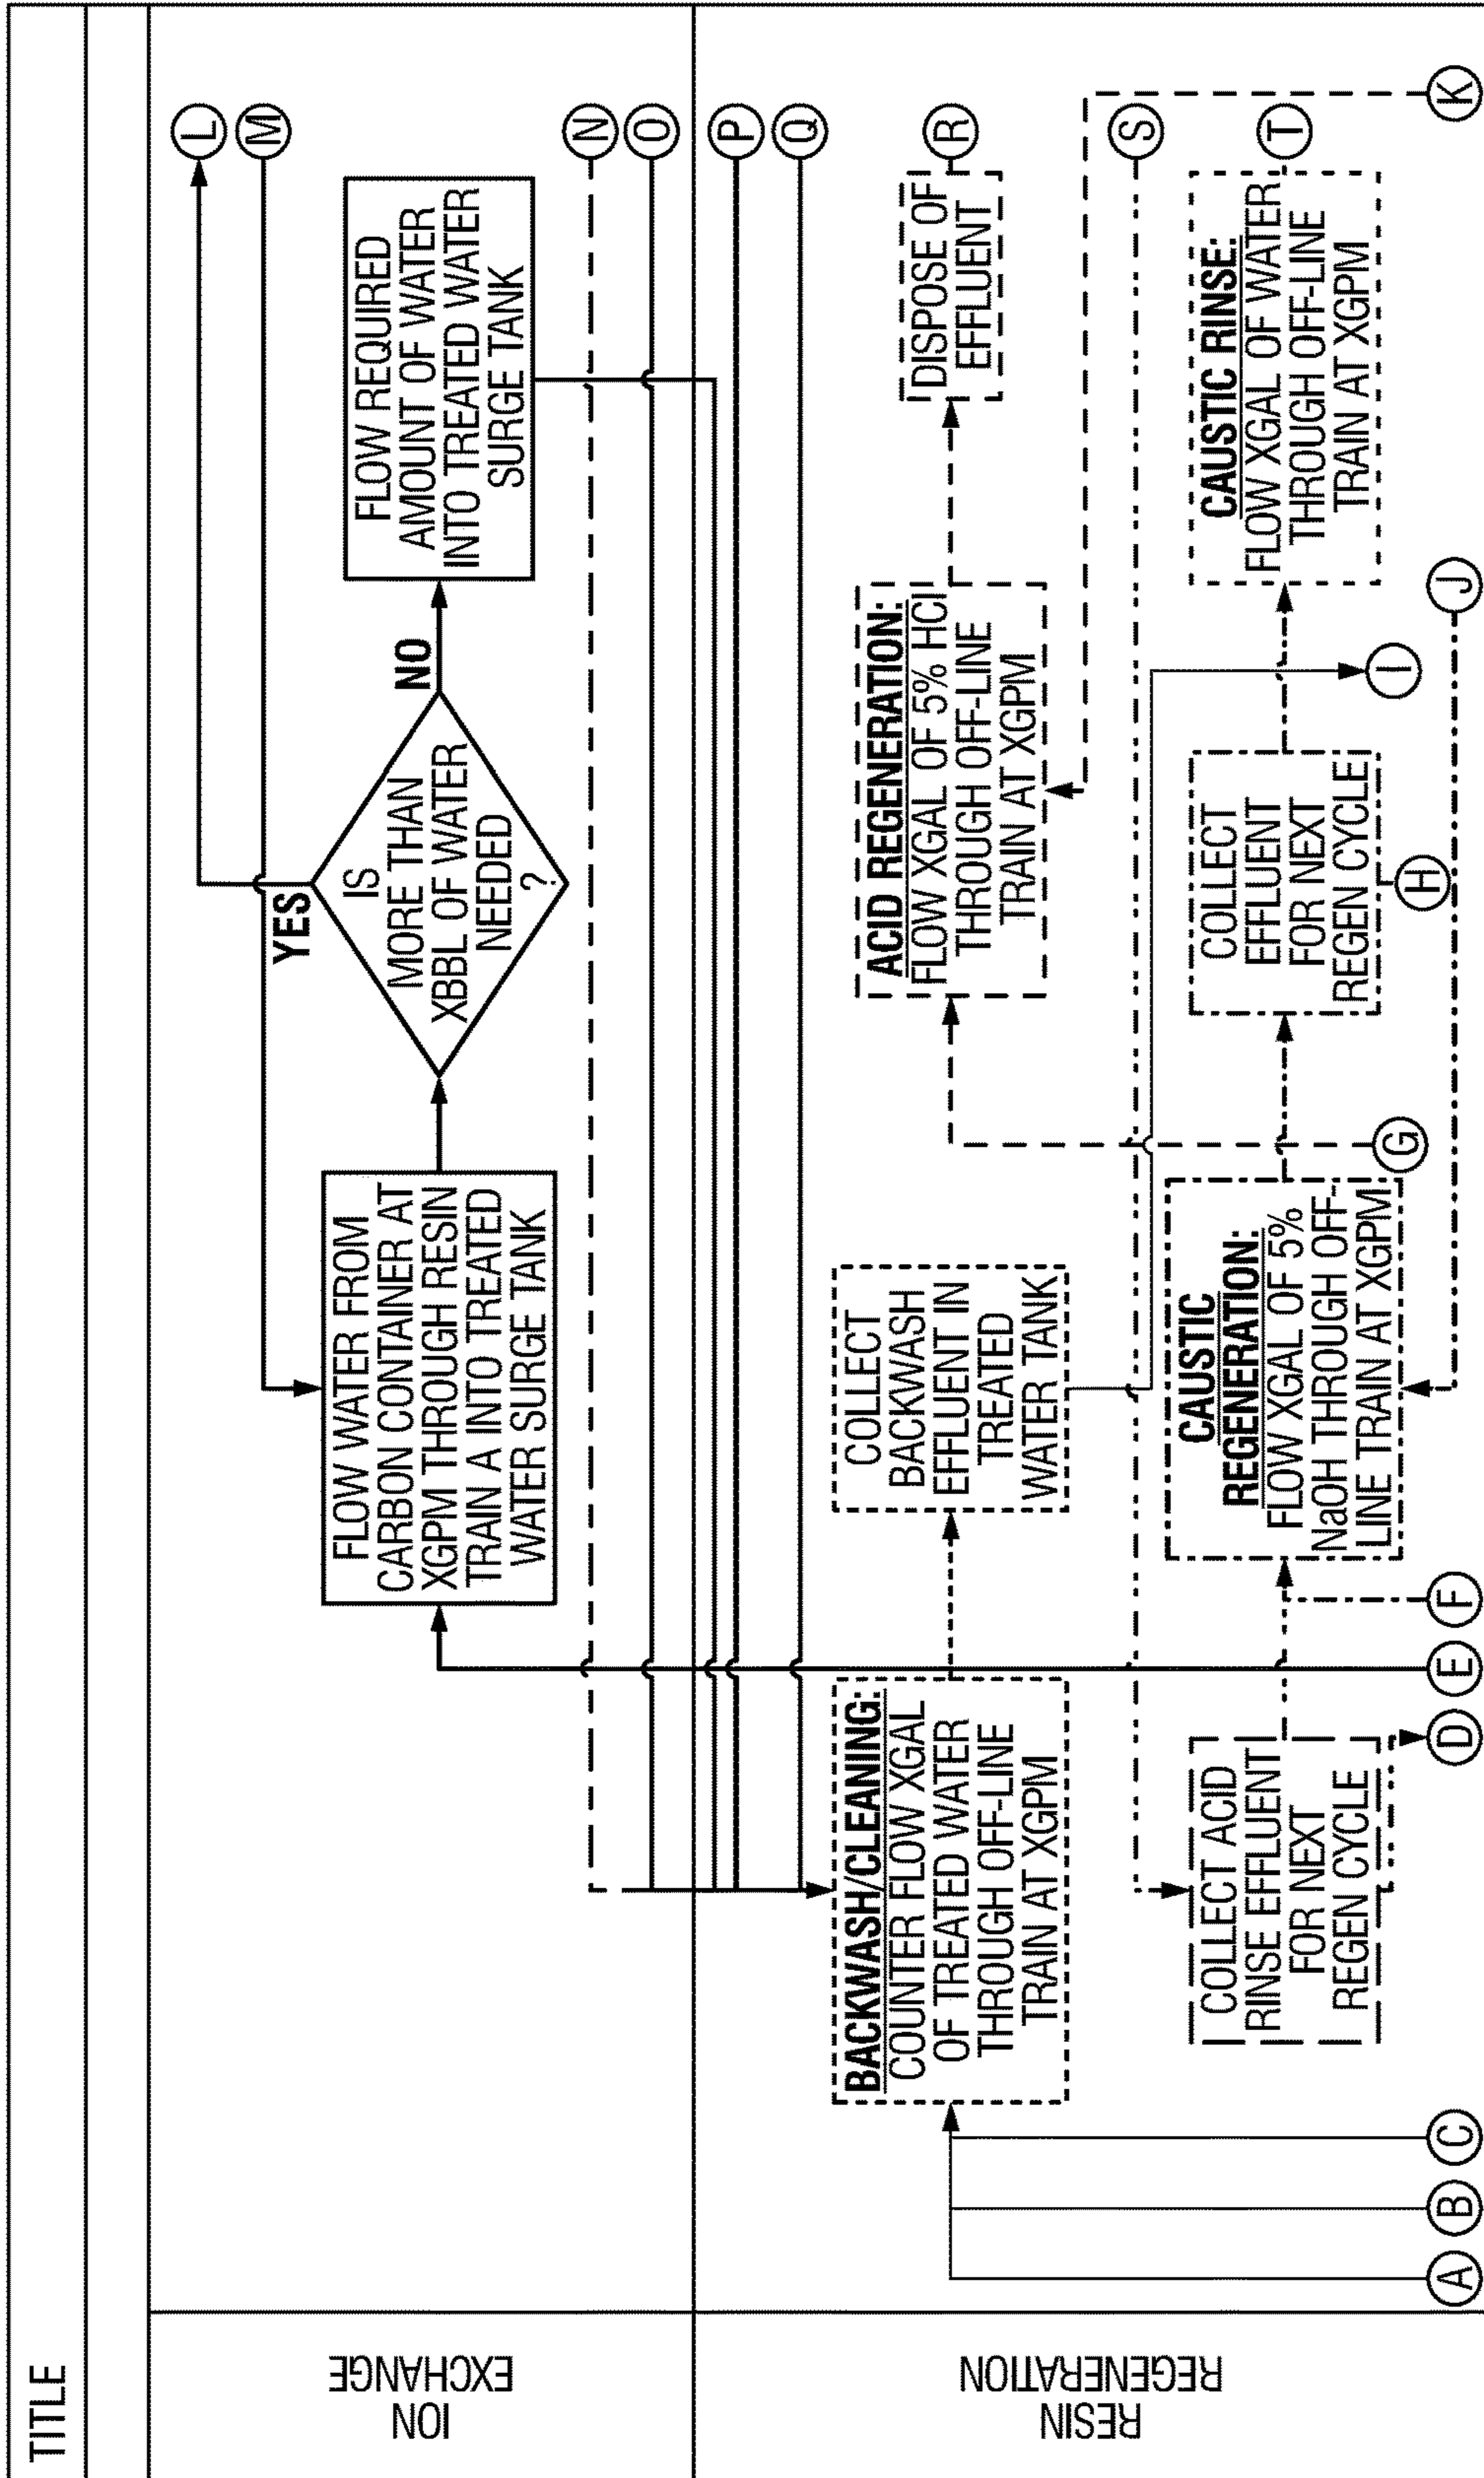 TITLE
ION
EXCHANGE
FLOW WATER FROM
CARBON CONTAINER AT
XGPM THROUGH RESIN
TRAIN A INTO TREATED
WATER SURGE TANK
IS
MORE THAN
XBBL OF WATER
NEEDED
?
YES
NO
FLOW REQUIRED
AMOUNT OF WATER
INTO TREATED WATER
SURGE TANK
L
M
N
O
RESIN
REGENERATION
P
Q
BACKWASH/CLEANING:
COUNTER FLOW XGAL
OF TREATED WATER
THROUGH OFF-LINE
TRAIN AT XGPM
COLLECT
BACKWASH
EFFLUENT IN
TREATED
WATER TANK
ACID REGENERATION:
FLOW XGAL OF 5% HCl
THROUGH OFF-LINE
TRAIN AT XGPM
DISPOSE OF
EFFLUENT
R
S
COLLECT ACID
RINSE EFFLUENT
FOR NEXT
REGEN CYCLE
CAUSTIC
REGENERATION:
FLOW XGAL OF 5%
NaOH THROUGH OFF-
LINE TRAIN AT XGPM
COLLECT
EFFLUENT
FOR NEXT
REGEN CYCLE
CAUSTIC RINSE:
FLOW XGAL OF WATER
THROUGH OFF-LINE
TRAIN AT XGPM
T
A
B
C
D
E
F
G
H
I
J
K